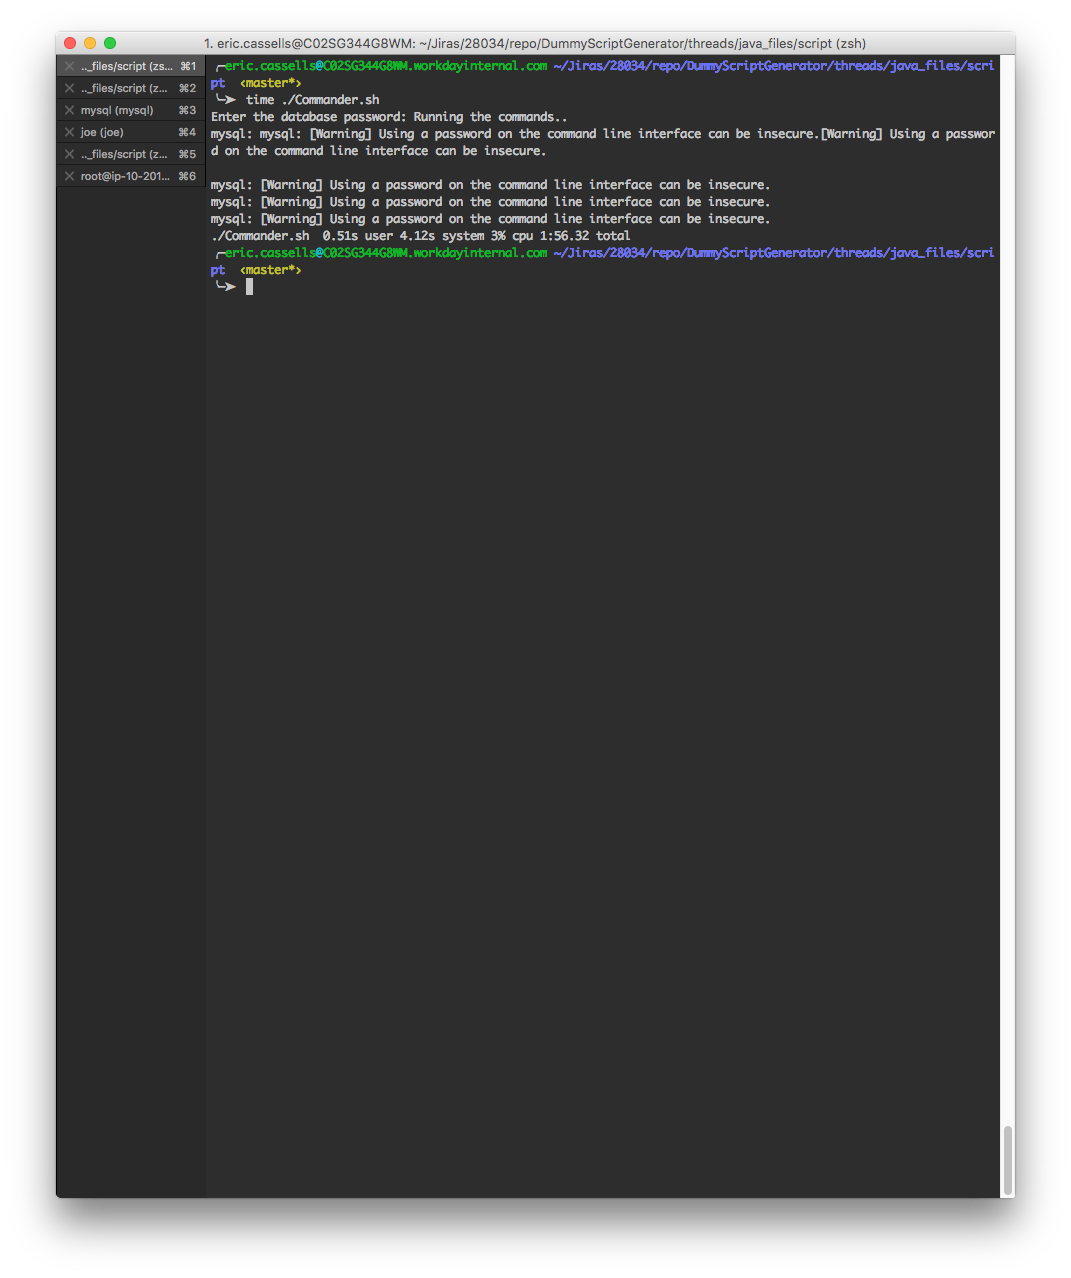 1. eric.cassells@C02SG344G8WM: ~/Jiras/28034/repo/DummyScriptGenerator/threads/java_files/script (zsh)
.._files/script (zs... ⌘1
.._files/script (z... ⌘2
mysql (mysql) ⌘3
joe (joe) ⌘4
.._files/script (z... ⌘5
root@ip-10-201... ⌘6
╭─eric.cassells@C02SG344G8WM.workdayinternal.com ~/Jiras/28034/repo/DummyScriptGenerator/threads/java_files/scri
pt ‹master*›
╰─➤ time ./Commander.sh
Enter the database password: Running the commands..
mysql: mysql: [Warning] Using a password on the command line interface can be insecure.[Warning] Using a passwor
d on the command line interface can be insecure.
mysql: [Warning] Using a password on the command line interface can be insecure.
mysql: [Warning] Using a password on the command line interface can be insecure.
mysql: [Warning] Using a password on the command line interface can be insecure.
./Commander.sh 0.51s user 4.12s system 3% cpu 1:56.32 total
╭─eric.cassells@C02SG344G8WM.workdayinternal.com ~/Jiras/28034/repo/DummyScriptGenerator/threads/java_files/scri
pt ‹master*›
╰─➤